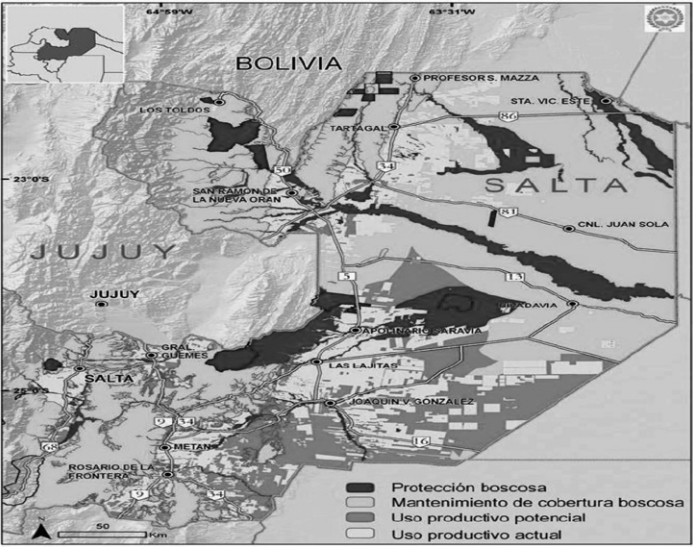 64°59'W
63°31'W
BOLIVIA
PROFESOR S. MAZZA
LOS TOLDOS
STA. VIC. ESTE
86
TARTAGAL
34
50
23°0'S
SALTA
SAN RAMON DE
LA NUEVA ORAN
81
CNL. JUAN SOLA
JUJUY
5
13
JUJUY
APOLINARIO SARAVIA
GRAL
GUEMES
LAS LAJITAS
SALTA
JOAQUIN V. GONZALEZ
9
34
16
68
METAN
ROSARIO DE LA
FRONTERA
9
34
Protección boscosa
Mantenimiento de cobertura boscosa
Uso productivo potencial
Uso productivo actual
N
50
Km